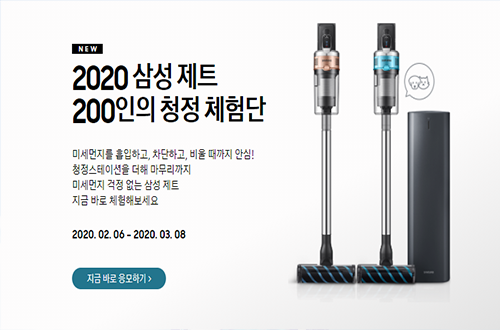 NEW
2020 삼성 제트
200인의 청정 체험단
미세먼지를 흡입하고, 차단하고, 비울 때까지 안심!
청정스테이션을 더해 마무리까지
미세먼지 걱정 없는 삼성 제트
지금 바로 체험해보세요
2020. 02. 06 - 2020. 03. 08
지금 바로 응모하기 >